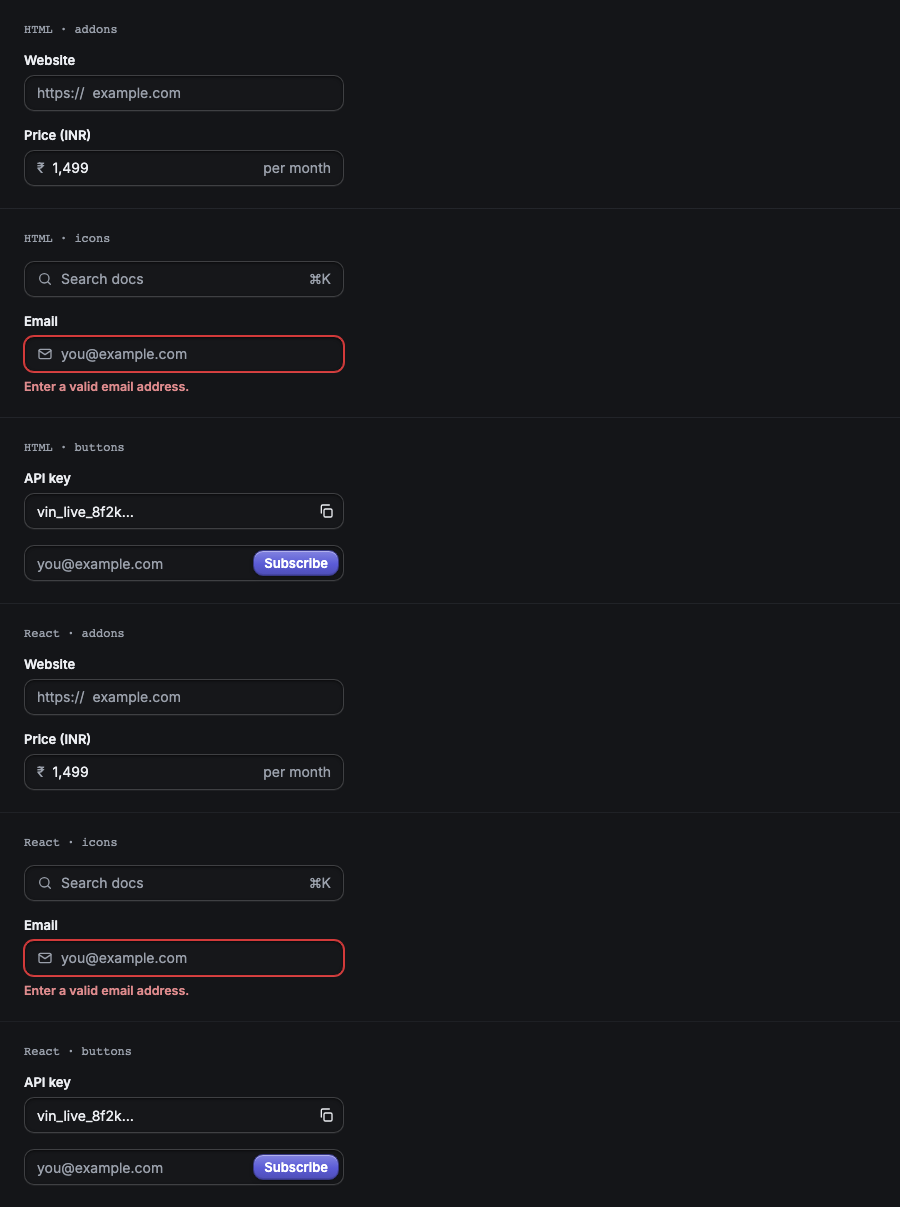 HTML · addons
Website
https:// example.com
Price (INR)
₹ 1,499 per month
HTML · icons
Search docs ⌘K
Email
you@example.com
Enter a valid email address.
HTML · buttons
API key
vin_live_8f2k...
you@example.com Subscribe
React · addons
Website
https:// example.com
Price (INR)
₹ 1,499 per month
React · icons
Search docs ⌘K
Email
you@example.com
Enter a valid email address.
React · buttons
API key
vin_live_8f2k...
you@example.com Subscribe